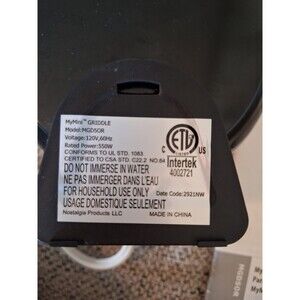 MyMini™ GRIDDLE
Model:MGD5OR
Voltage:120V,60Hz
Rated Power:550W
CONFORMS TO UL STD. 1083
CERTIFIED TO CSA STD. C22.2 NO.64
DO NOT IMMERSE IN WATER
NE PAS IMMERGER DANS L'EAU
FOR HOUSEHOLD USE ONLY
USAGE DOMESTIQUE SEULEMENT
Nostalgia Products LLC MADE IN CHINA
C ETL US
Intertek
4002721
Date Code:2921NW